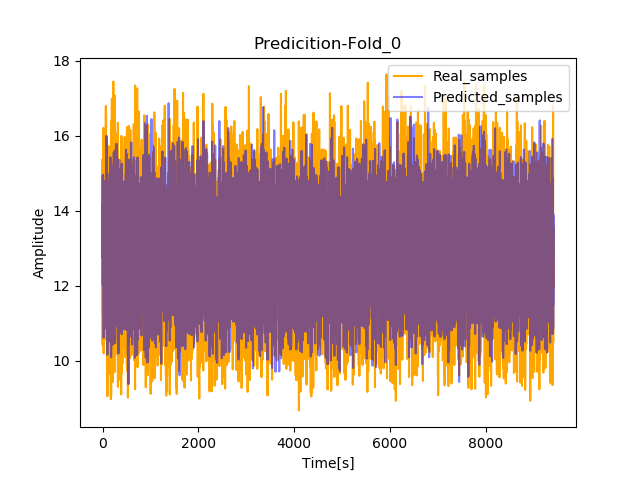 Predicition-Fold_0
Real_samples
Predicted_samples
18
16
14
12
10
Amplitude
0
2000
4000
6000
8000
Time[s]